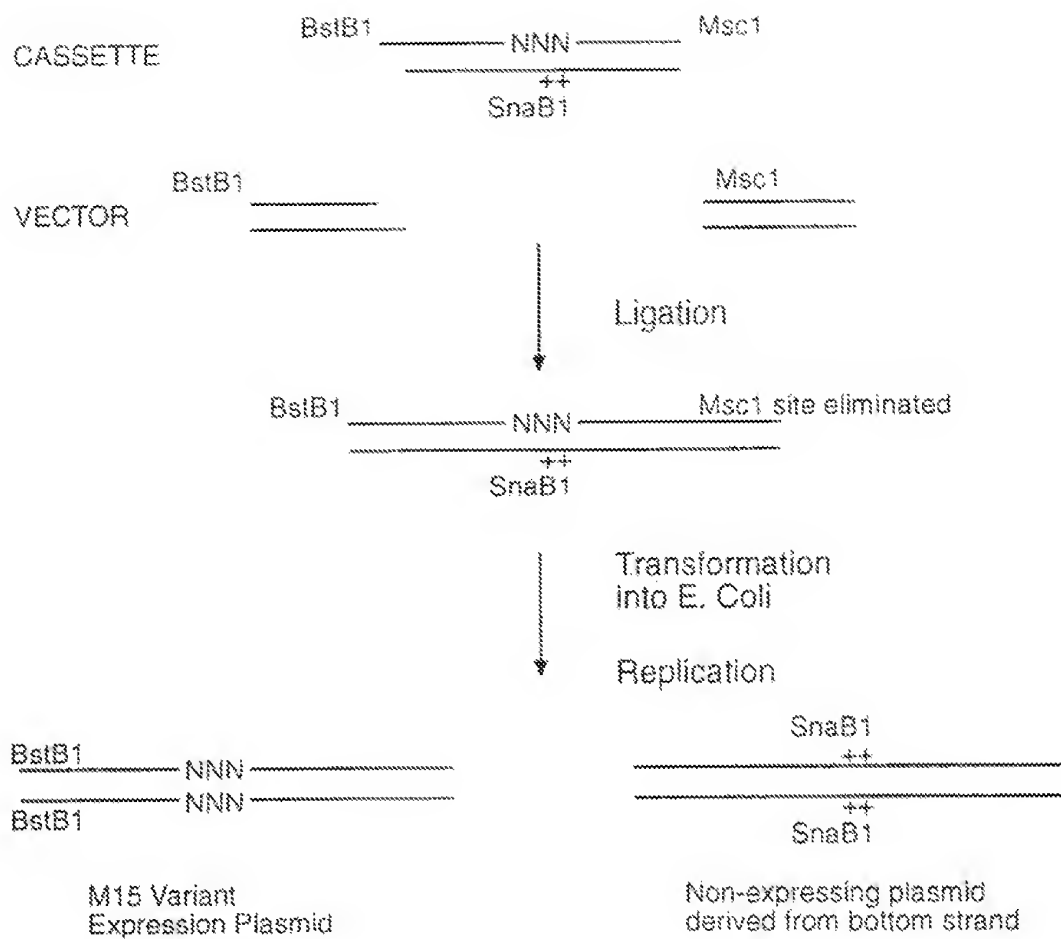 BstB1 NNN Msc1
CASSETTE
++
SnaB1
BstB1 Msc1
VECTOR
Ligation
BstB1 NNN Msc1 site eliminated
++
SnaB1
Transformation
into E. Coli
Replication
SnaB1
++
BstB1 NNN
NNN
BstB1
++
SnaB1
M15 Variant
Expression Plasmid
Non-expressing plasmid
derived from bottom strand